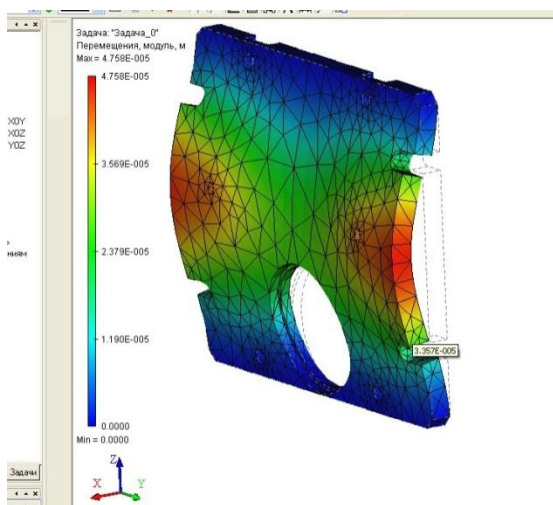 Задача: "Задача_0"
Перемещения, модуль, м
Max = 4.758E-005
4.758E-005
3.569E-005
2.379E-005
1.190E-005
0.0000
Min = 0.0000
X0Y
X0Z
Y0Z
ниям
3.357E-005
Задачи
Z
X
Y